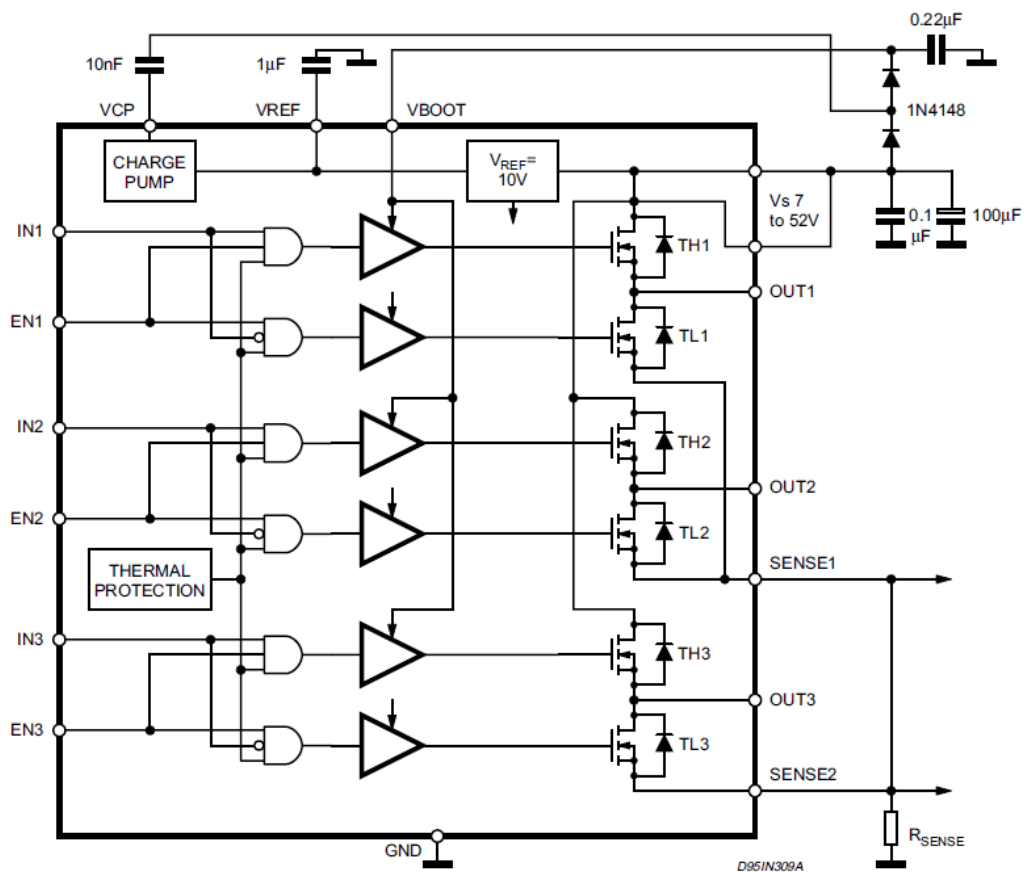 0.22µF
10nF
1µF
1N4148
VCP
VREF
VBOOT
CHARGE
PUMP
VREF=
10V
Vs 7
to 52V
0.1
µF
100µF
IN1
TH1
OUT1
EN1
TL1
IN2
TH2
OUT2
EN2
TL2
THERMAL
PROTECTION
SENSE1
IN3
TH3
OUT3
EN3
TL3
SENSE2
RSENSE
GND
D95IN309A